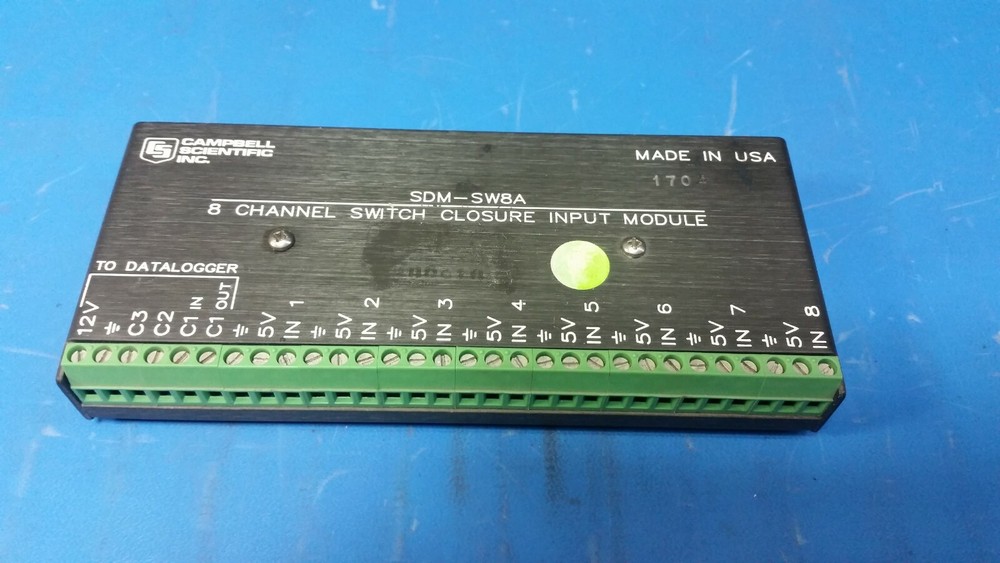 CAMPBELL
SCIENTIFIC
INC.
MADE IN USA
SDM-SW8A
8 CHANNEL SWITCH CLOSURE INPUT MODULE
TO DATALOGGER
12V ⏚ C3 C2 C1 IN C1 OUT ⏚ 5V IN 1 ⏚ 5V IN 2 ⏚ 5V IN 3 ⏚ 5V IN 4 ⏚ 5V IN 5 ⏚ 5V IN 6 ⏚ 5V IN 7 ⏚ 5V IN 8